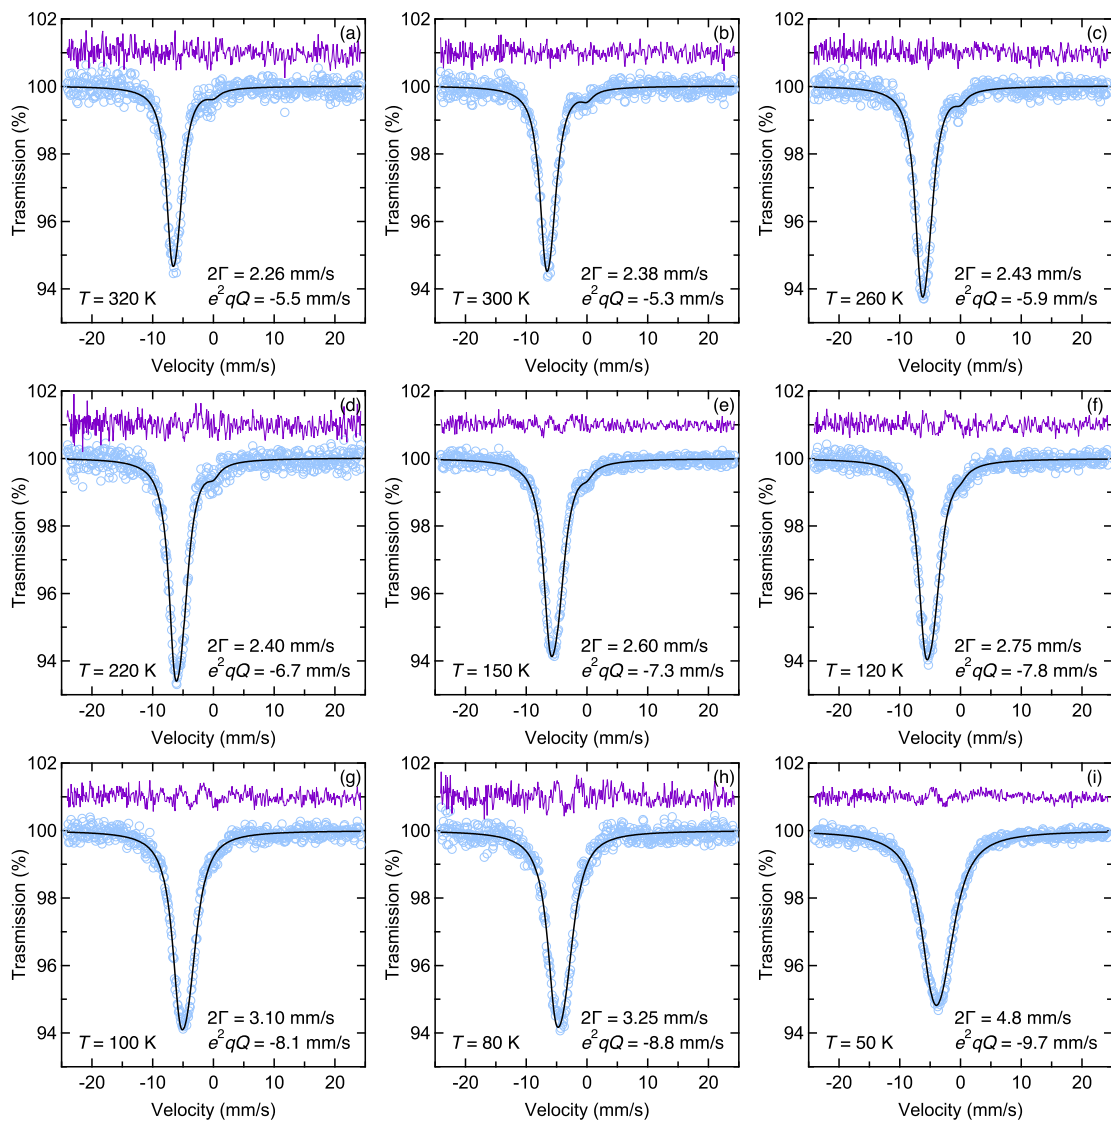 102
100
98
96
94
Trasmission (%)
(a)
2Γ = 2.26 mm/s
T = 320 K
e²qQ = -5.5 mm/s
-20 -10 0 10 20
Velocity (mm/s)
102
100
98
96
94
Trasmission (%)
(b)
2Γ = 2.38 mm/s
T = 300 K
e²qQ = -5.3 mm/s
-20 -10 0 10 20
Velocity (mm/s)
102
100
98
96
94
Trasmission (%)
(c)
2Γ = 2.43 mm/s
T = 260 K
e²qQ = -5.9 mm/s
-20 -10 0 10 20
Velocity (mm/s)
102
100
98
96
94
Trasmission (%)
(d)
2Γ = 2.40 mm/s
T = 220 K
e²qQ = -6.7 mm/s
-20 -10 0 10 20
Velocity (mm/s)
102
100
98
96
94
Trasmission (%)
(e)
2Γ = 2.60 mm/s
T = 150 K
e²qQ = -7.3 mm/s
-20 -10 0 10 20
Velocity (mm/s)
102
100
98
96
94
Trasmission (%)
(f)
2Γ = 2.75 mm/s
T = 120 K
e²qQ = -7.8 mm/s
-20 -10 0 10 20
Velocity (mm/s)
102
100
98
96
94
Trasmission (%)
(g)
2Γ = 3.10 mm/s
T = 100 K
e²qQ = -8.1 mm/s
-20 -10 0 10 20
Velocity (mm/s)
102
100
98
96
94
Trasmission (%)
(h)
2Γ = 3.25 mm/s
T = 80 K
e²qQ = -8.8 mm/s
-20 -10 0 10 20
Velocity (mm/s)
102
100
98
96
94
Trasmission (%)
(i)
2Γ = 4.8 mm/s
T = 50 K
e²qQ = -9.7 mm/s
-20 -10 0 10 20
Velocity (mm/s)